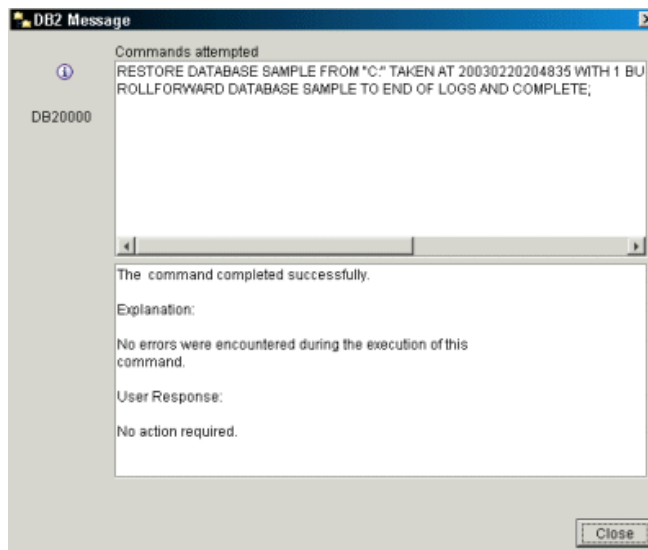 DB2 Message
Commands attempted
RESTORE DATABASE SAMPLE FROM "C:" TAKEN AT 20030220204835 WITH 1 BU
ROLLFORWARD DATABASE SAMPLE TO END OF LOGS AND COMPLETE;
DB20000
The command completed successfully.
Explanation:
No errors were encountered during the execution of this
command.
User Response:
No action required.
Close